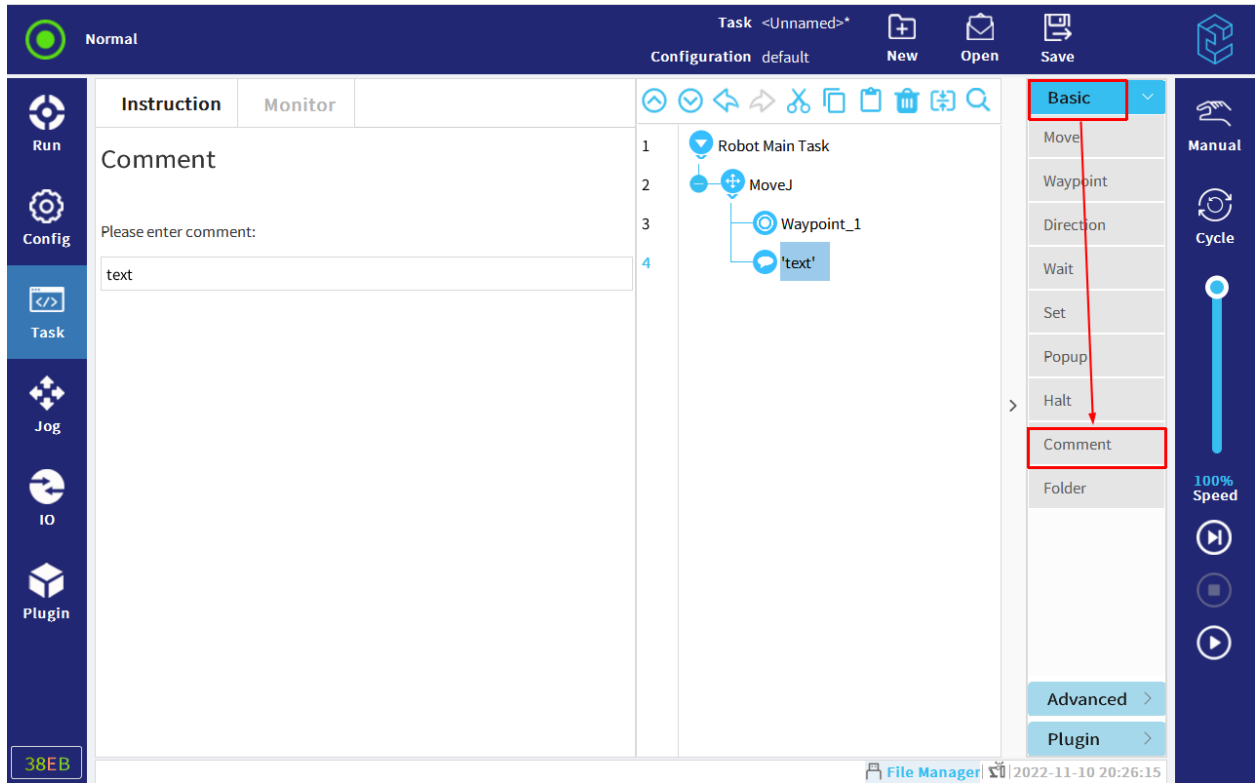 Normal
Task <Unnamed>*
Configuration default
New
Open
Save
Run
Config
Task
Jog
IO
Plugin
38EB
Instruction
Monitor
Comment
Please enter comment:
text
1 Robot Main Task
2 MoveJ
3 Waypoint_1
4 'text'
Basic
Move
Waypoint
Direction
Wait
Set
Popup
Halt
Comment
Folder
Advanced
Plugin
Manual
Cycle
100%
Speed
File Manager
2022-11-10 20:26:15